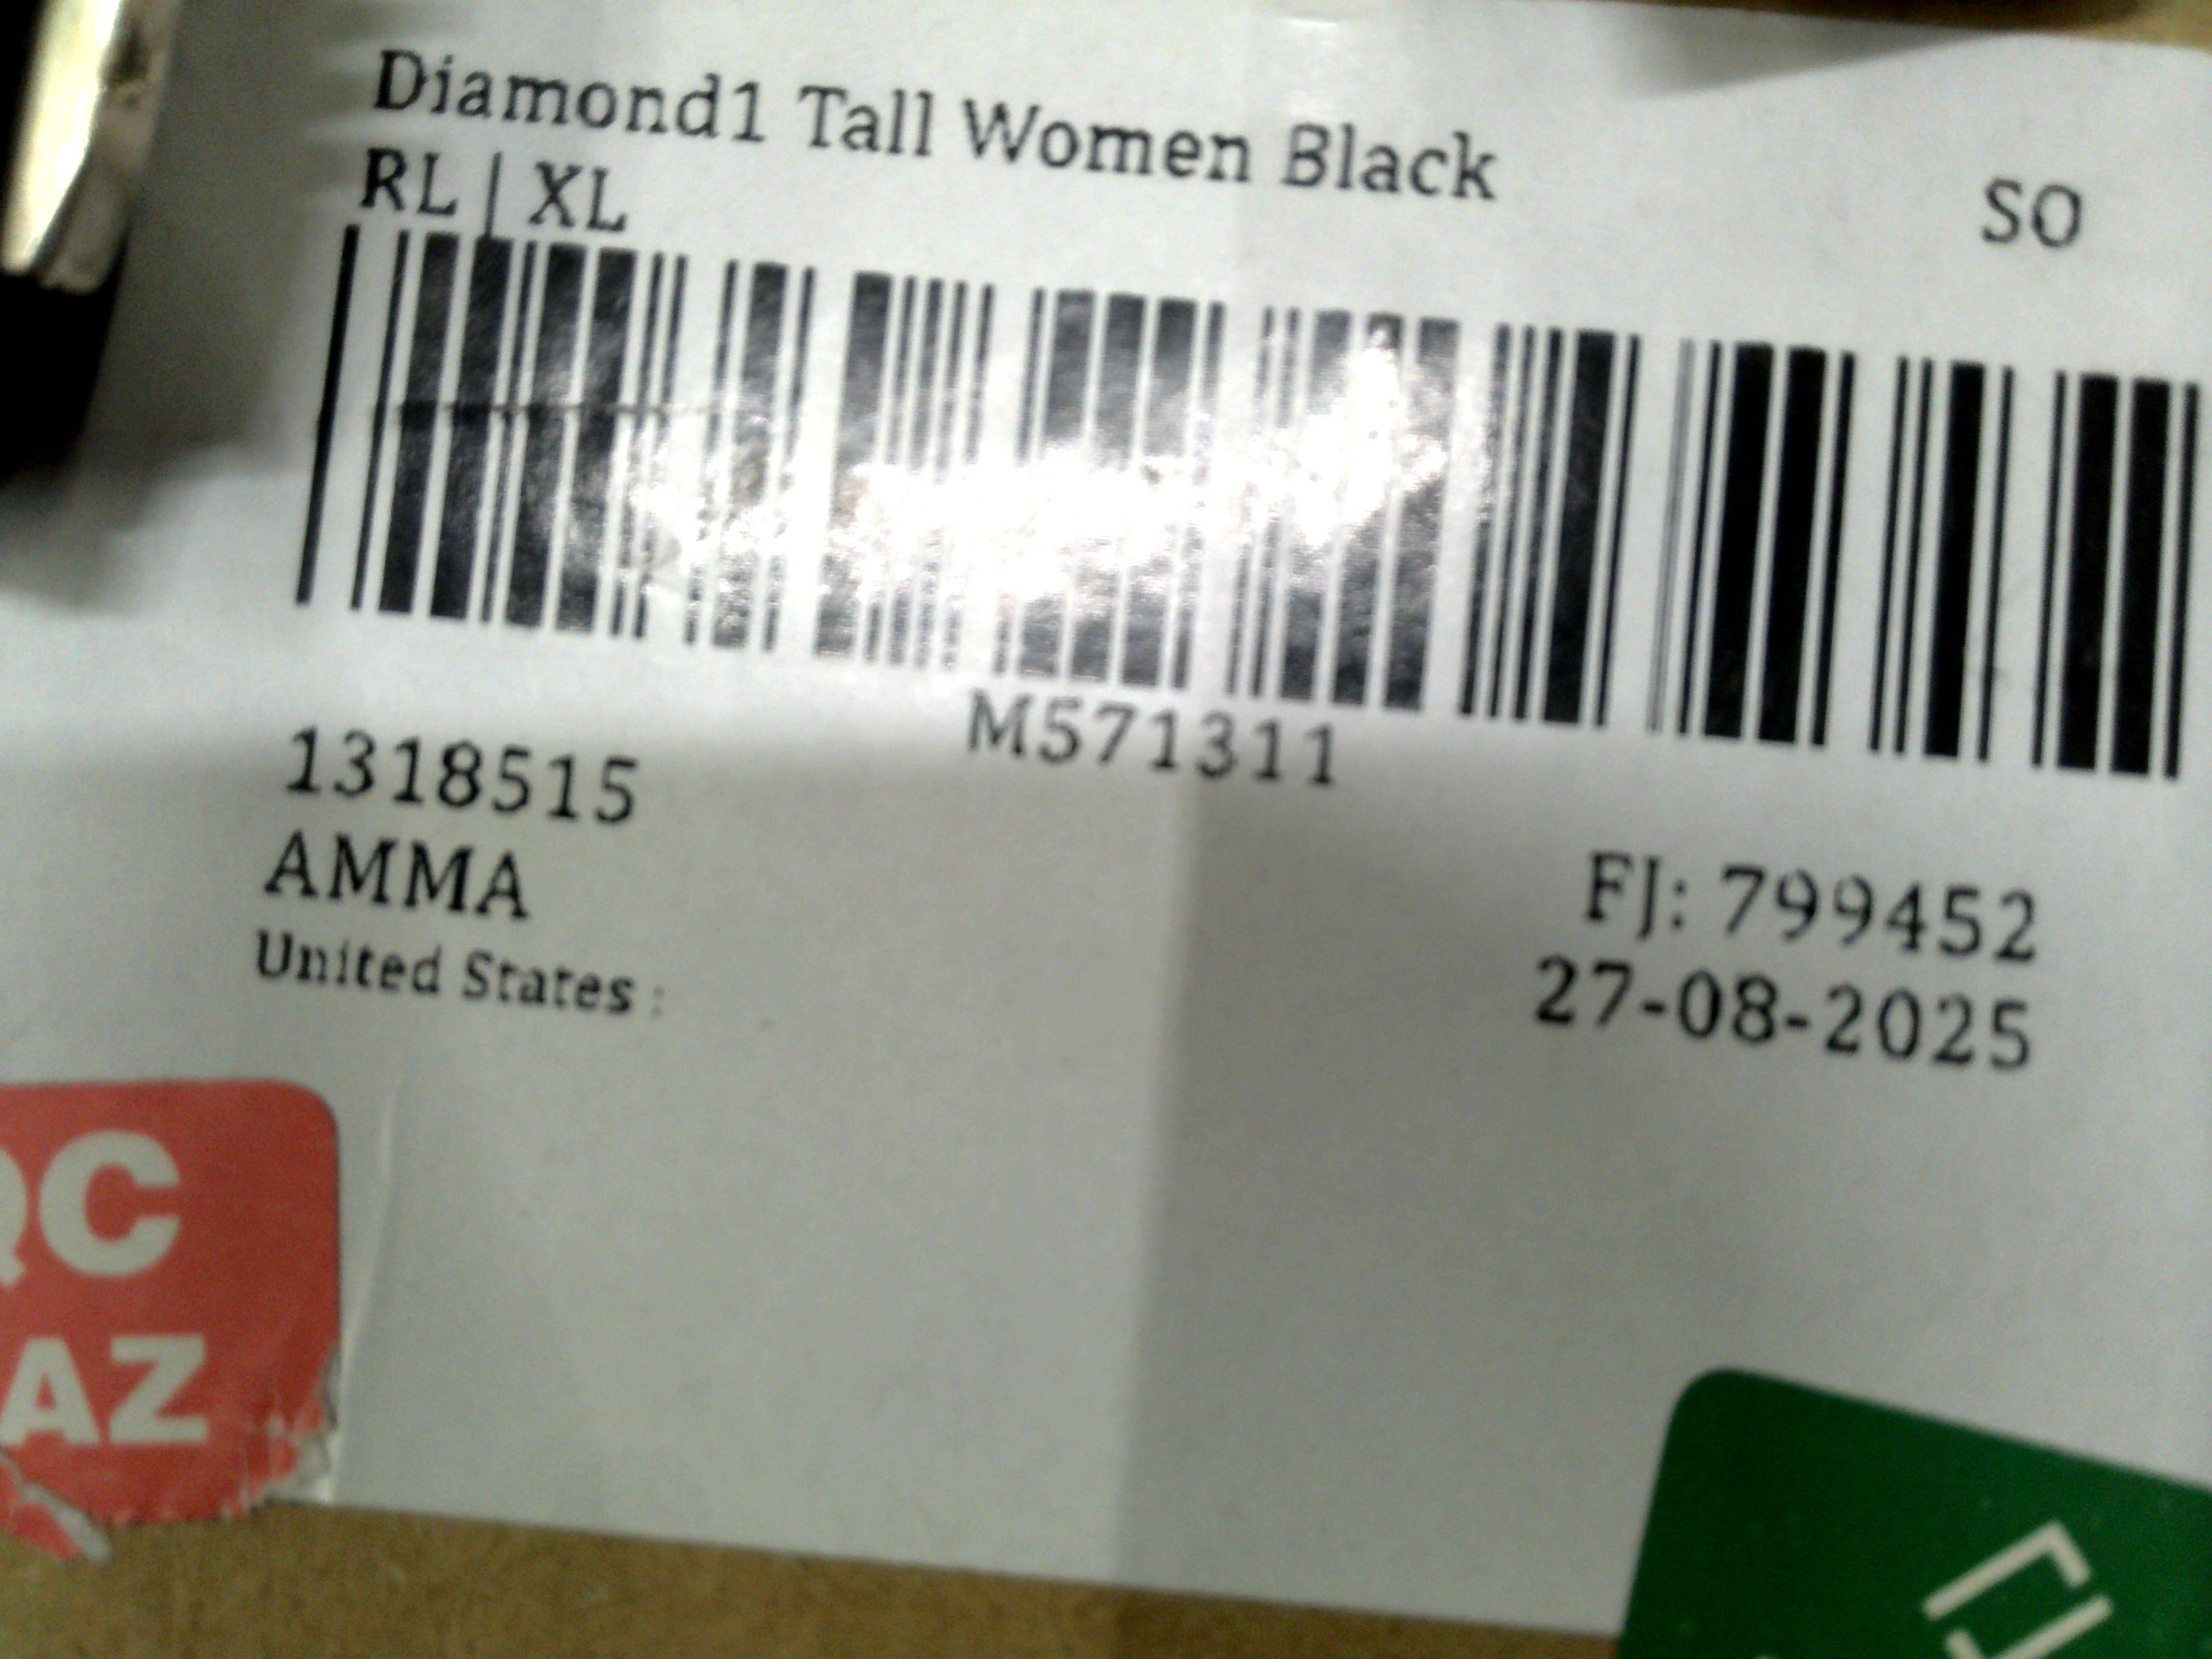 Diamond1 Tall Women Black
RL | XL
SO
M571311
1318515
AMMA
United States :
FJ: 799452
27-08-2025
QC
AZ